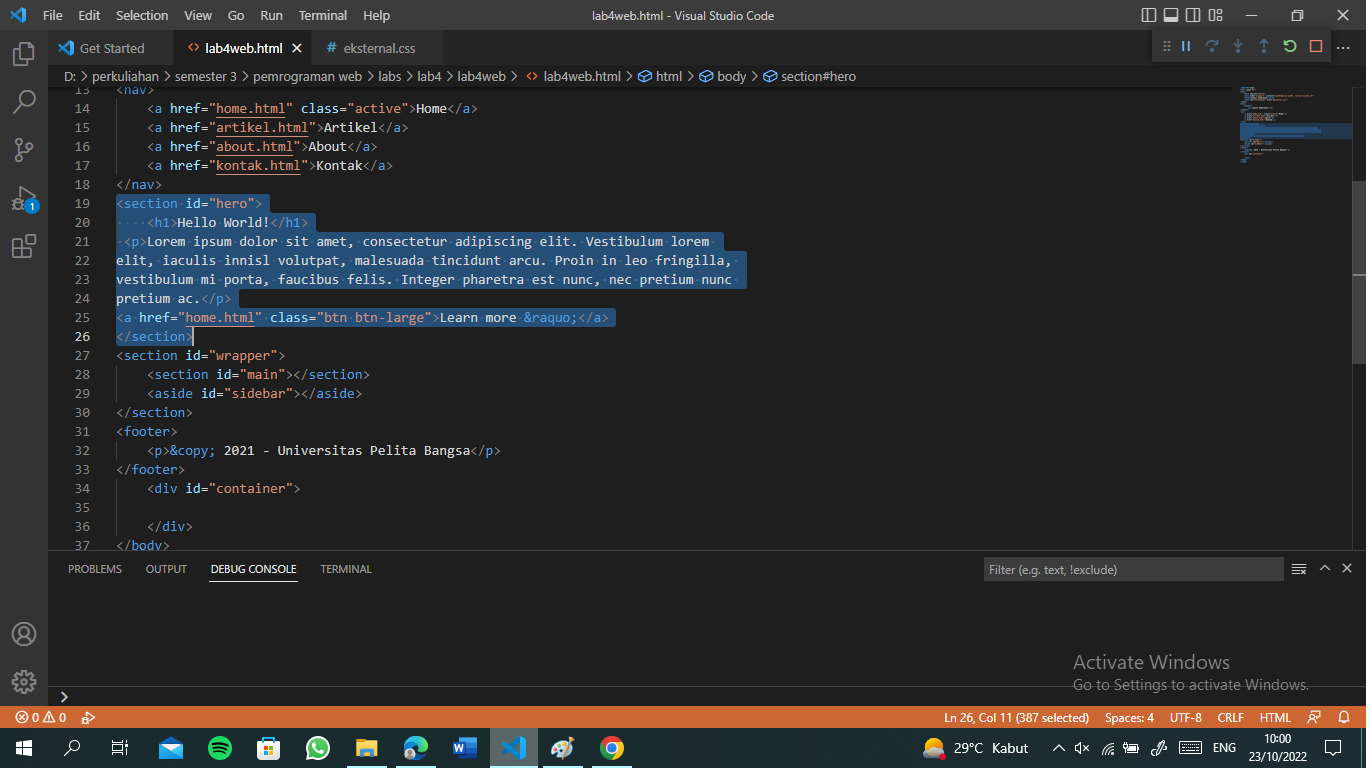 File Edit Selection View Go Run Terminal Help lab4web.html - Visual Studio Code
Get Started lab4web.html # eksternal.css
D: > perkuliahan > semester 3 > pemrograman web > labs > lab4 > lab4web > <> lab4web.html > html > body > section#hero
13 <nav>
14 <a href="home.html" class="active">Home</a>
15 <a href="artikel.html">Artikel</a>
16 <a href="about.html">About</a>
17 <a href="kontak.html">Kontak</a>
18 </nav>
19 <section id="hero">
20 <h1>Hello World!</h1>
21 <p>Lorem ipsum dolor sit amet, consectetur adipiscing elit. Vestibulum lorem
22 elit, iaculis innisl volutpat, malesuada tincidunt arcu. Proin in leo fringilla,
23 vestibulum mi porta, faucibus felis. Integer pharetra est nunc, nec pretium nunc
24 pretium ac.</p>
25 <a href="home.html" class="btn btn-large">Learn more &raquo;</a>
26 </section>
27 <section id="wrapper">
28 <section id="main"></section>
29 <aside id="sidebar"></aside>
30 </section>
31 <footer>
32 <p>&copy; 2021 - Universitas Pelita Bangsa</p>
33 </footer>
34 <div id="container">
35
36 </div>
37 </body>
PROBLEMS OUTPUT DEBUG CONSOLE TERMINAL Filter (e.g. text, !exclude)
Activate Windows
Go to Settings to activate Windows.
0 0 Ln 26, Col 11 (387 selected) Spaces: 4 UTF-8 CRLF HTML
29°C Kabut ENG 10:00
23/10/2022
1